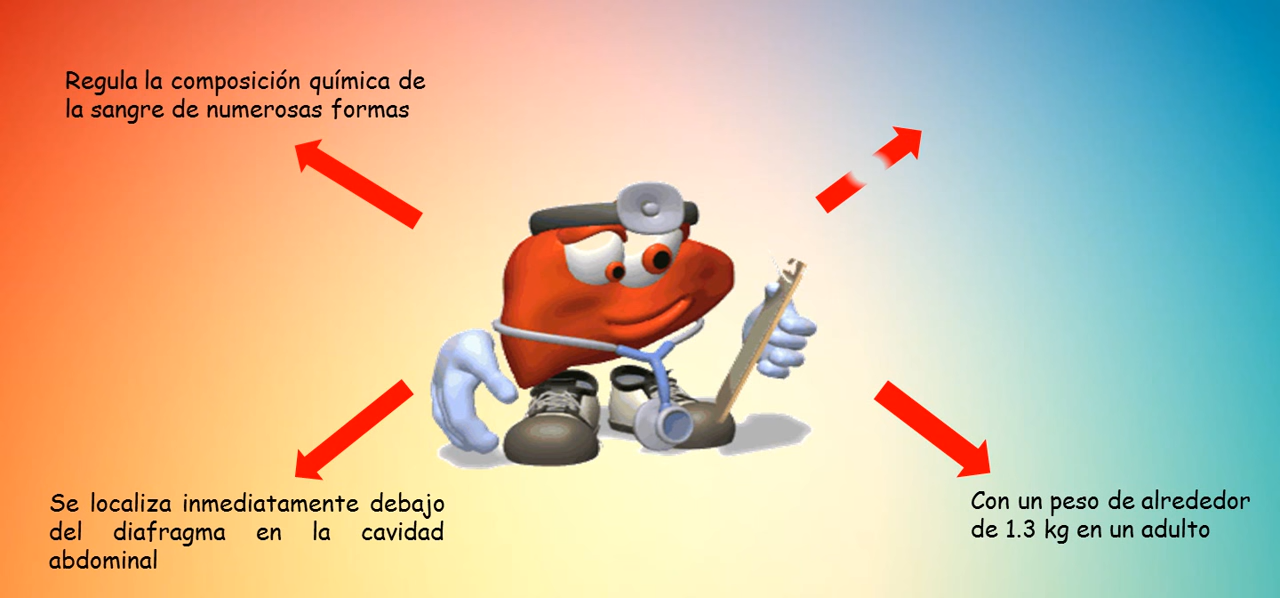 Regula la composición química de
la sangre de numerosas formas
Se localiza inmediatamente debajo
del diafragma en la cavidad
abdominal
Con un peso de alrededor
de 1.3 kg en un adulto